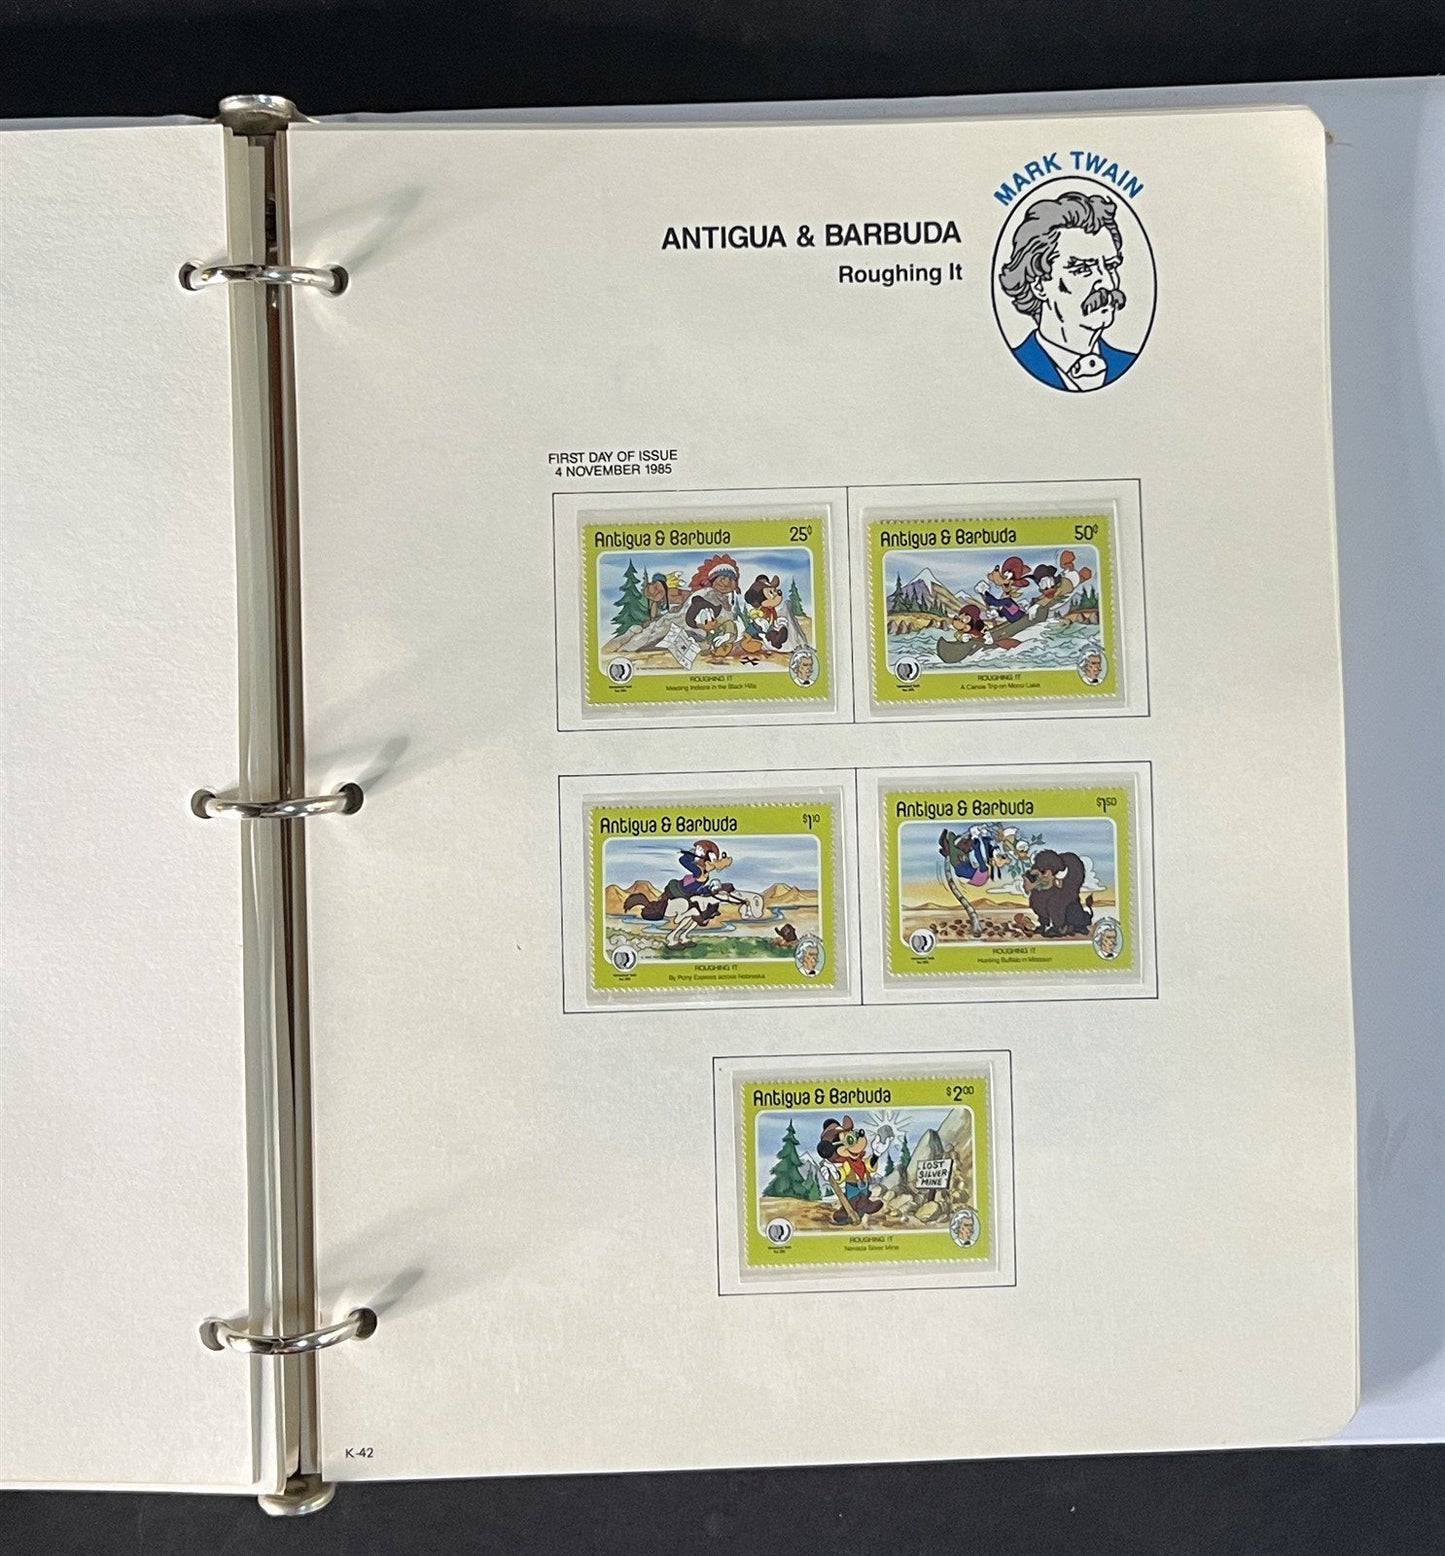 MARK TWAIN
ANTIGUA & BARBUDA
Roughing It
FIRST DAY OF ISSUE
4 NOVEMBER 1985
Antigua & Barbuda 25¢
ROUGHING IT
Meeting Indians in the Black Hills
Antigua & Barbuda 50¢
ROUGHING IT
A Canoe Trip on Mono Lake
Antigua & Barbuda $1.10
ROUGHING IT
By Pony Express across Nebraska
Antigua & Barbuda $1.50
ROUGHING IT
Hunting Buffalo in Missouri
Antigua & Barbuda $2.00
LOST
SILVER
MINE
ROUGHING IT
Nevada Silver Mine
K-42